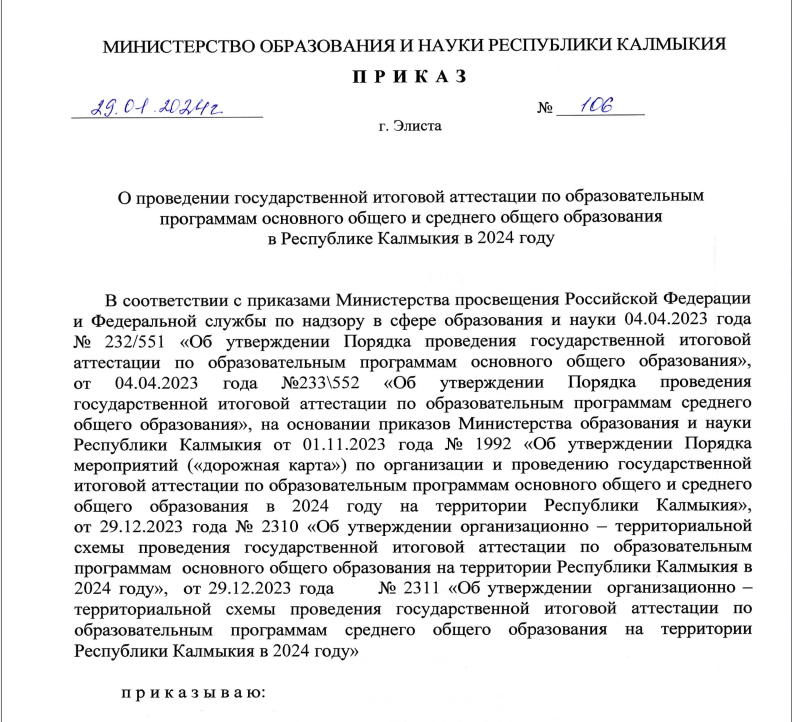 МИНИСТЕРСТВО ОБРАЗОВАНИЯ И НАУКИ РЕСПУБЛИКИ КАЛМЫКИЯ
П Р И К А З
29.01.2024г № 106
г. Элиста
О проведении государственной итоговой аттестации по образовательным
программам основного общего и среднего общего образования
в Республике Калмыкия в 2024 году
В соответствии с приказами Министерства просвещения Российской Федерации
и Федеральной службы по надзору в сфере образования и науки 04.04.2023 года
№ 232/551 «Об утверждении Порядка проведения государственной итоговой
аттестации по образовательным программам основного общего образования»,
от 04.04.2023 года №233\552 «Об утверждении Порядка проведения
государственной итоговой аттестации по образовательным программам среднего
общего образования», на основании приказов Министерства образования и науки
Республики Калмыкия от 01.11.2023 года № 1992 «Об утверждении Порядка
мероприятий («дорожная карта») по организации и проведению государственной
итоговой аттестации по образовательным программам основного общего и среднего
общего образования в 2024 году на территории Республики Калмыкия»,
от 29.12.2023 года № 2310 «Об утверждении организационно – территориальной
схемы проведения государственной итоговой аттестации по образовательным
программам основного общего образования на территории Республики Калмыкия в
2024 году», от 29.12.2023 года № 2311 «Об утверждении организационно –
территориальной схемы проведения государственной итоговой аттестации по
образовательным программам среднего общего образования на территории
Республики Калмыкия в 2024 году»
п р и к а з ы в а ю: